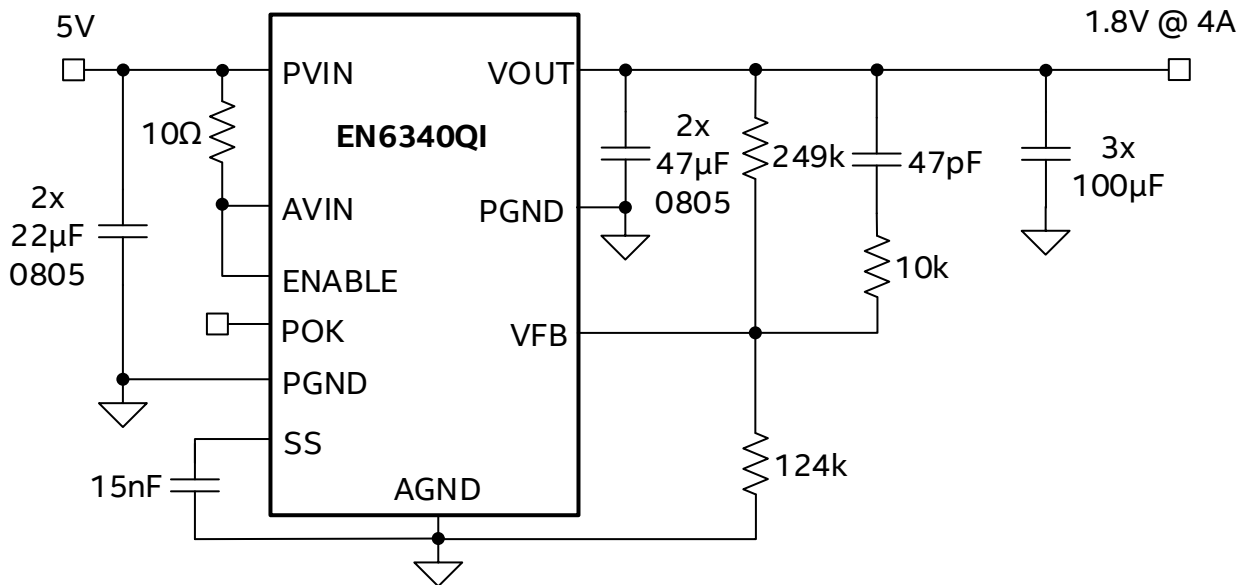 5V
1.8V @ 4A
PVIN
VOUT
10Ω
EN6340QI
2x
47µF
0805
249k
47pF
3x
100µF
2x
22µF
0805
AVIN
PGND
ENABLE
10k
POK
VFB
PGND
SS
15nF
AGND
124k